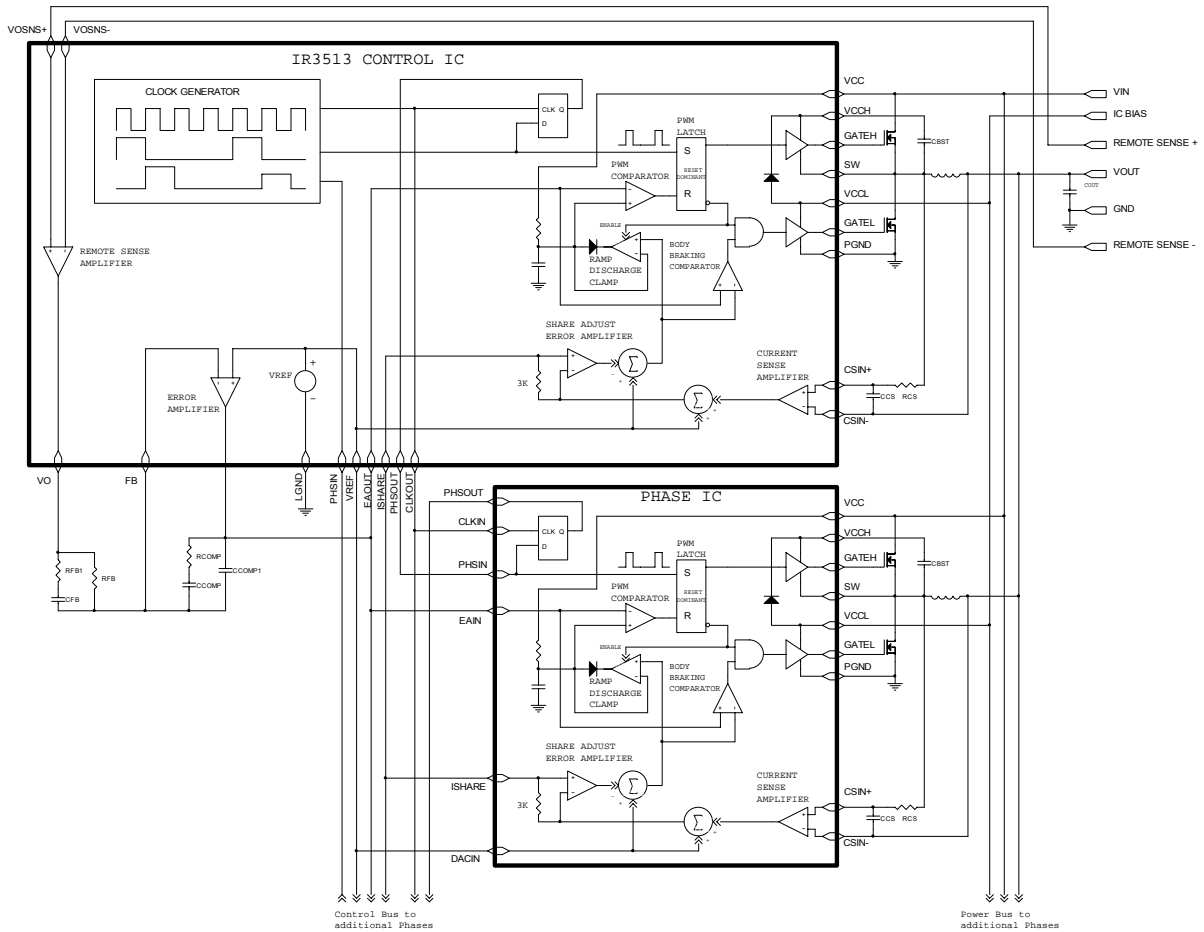 VOSNS+
VOSNS-
IR3513 CONTROL IC
CLOCK GENERATOR
CLK Q
D
PWM
LATCH
S
RESET
DOMINANT
R
PWM
COMPARATOR
-
+
ENABLE
+
-
RAMP
DISCHARGE
CLAMP
BODY
BRAKING
COMPARATOR
+ -
+ -
REMOTE SENSE
AMPLIFIER
SHARE ADJUST
ERROR AMPLIFIER
3K
+
-
Σ
-
+
CURRENT
SENSE
AMPLIFIER
Σ
+
+
+
-
- +
ERROR
AMPLIFIER
VREF
+
-
VCC
VCCH
GATEH
SW
VCCL
GATEL
PGND
CBST
CSIN+
CCS RCS
CSIN-
VIN
IC BIAS
REMOTE SENSE +
VOUT
COUT
GND
REMOTE SENSE -
VO
FB
LGND
PHSIN
VREF
EAOUT
ISHARE
PHSOUT
CLKOUT
RFB1
RFB
CFB
RCOMP
CCOMP
CCOMP1
PHASE IC
PHSOUT
CLKIN
PHSIN
EAIN
ISHARE
DACIN
CLK Q
D
PWM
LATCH
S
RESET
DOMINANT
R
PWM
COMPARATOR
-
+
ENABLE
+
-
RAMP
DISCHARGE
CLAMP
BODY
BRAKING
COMPARATOR
+ -
SHARE ADJUST
ERROR AMPLIFIER
3K
+
-
Σ
-
+
CURRENT
SENSE
AMPLIFIER
Σ
+
+
+
-
VCC
VCCH
GATEH
SW
VCCL
GATEL
PGND
CBST
CSIN+
CCS RCS
CSIN-
Control Bus to
additional Phases
Power Bus to
additional Phases